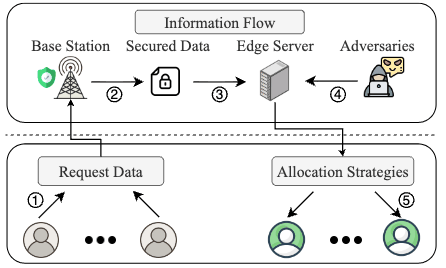 Information Flow
Base Station Secured Data Edge Server Adversaries
② ③ ④
Request Data Allocation Strategies
① ⑤